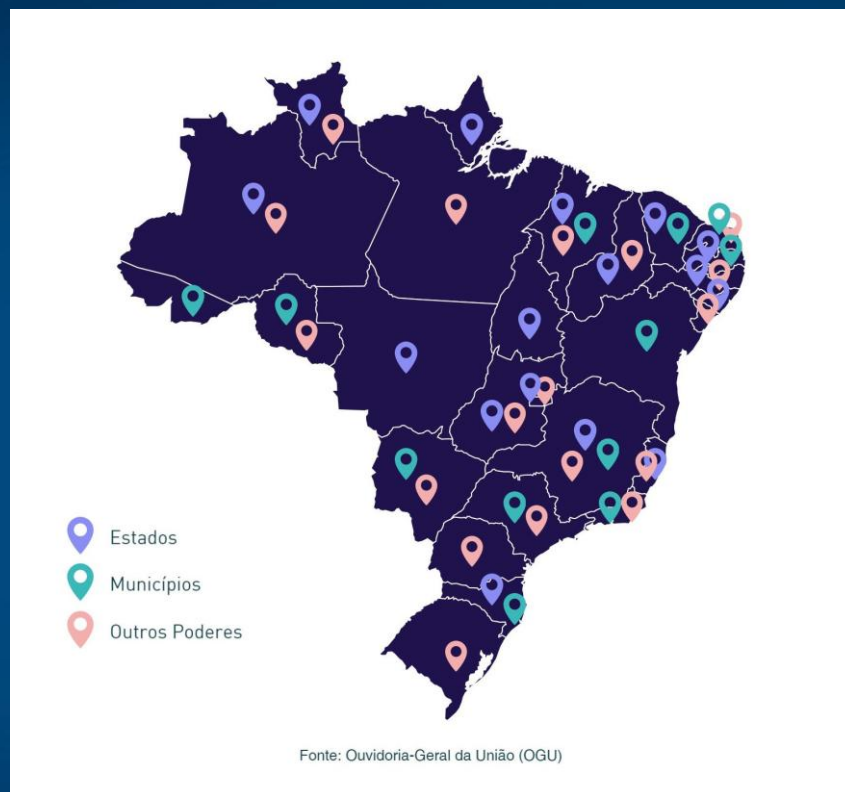 Estados
Municípios
Outros Poderes
Fonte: Ouvidoria-Geral da União (OGU)